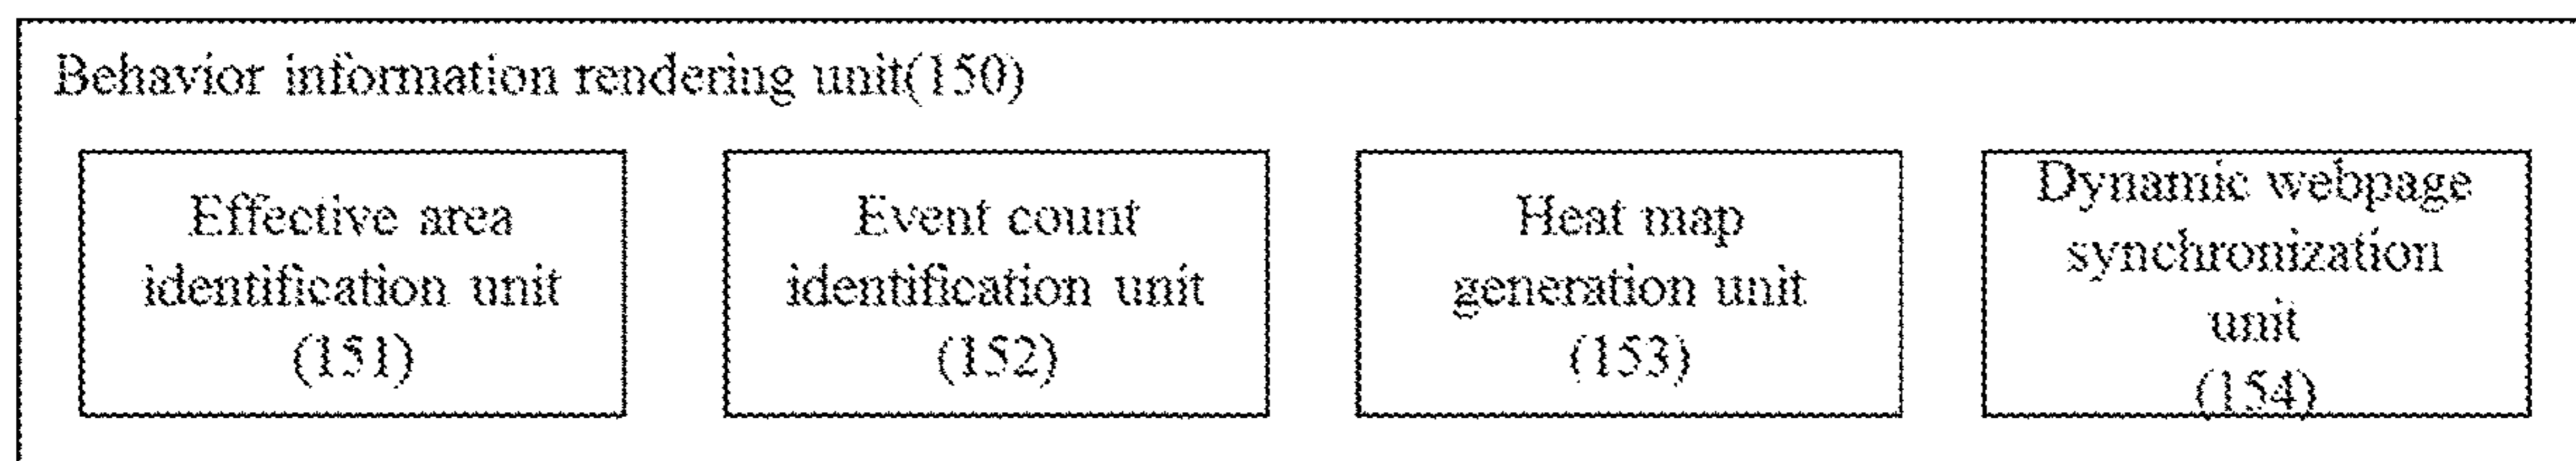 Behavior information rendering unit(150)
Effective area
identification unit
(151)
Event count
identification unit
(152)
Heat map
generation unit
(153)
Dynamic webpage
synchronization
unit
(154)